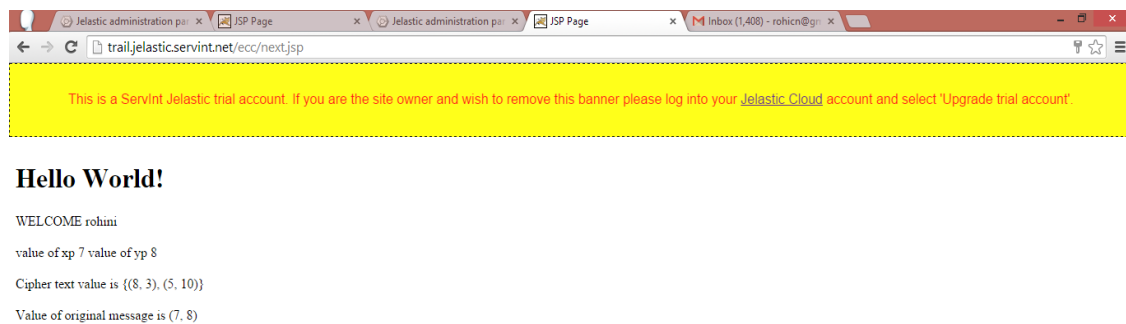 Jelastic administration par
JSP Page
Jelastic administration par
JSP Page
Inbox (1,408) - rohicn@gm
trail.jelastic.servint.net/ecc/next.jsp
This is a ServInt Jelastic trial account. If you are the site owner and wish to remove this banner please log into your Jelastic Cloud account and select 'Upgrade trial account'.
Hello World!
WELCOME rohini
value of xp 7 value of yp 8
Cipher text value is {(8, 3), (5, 10)}
Value of original message is (7, 8)